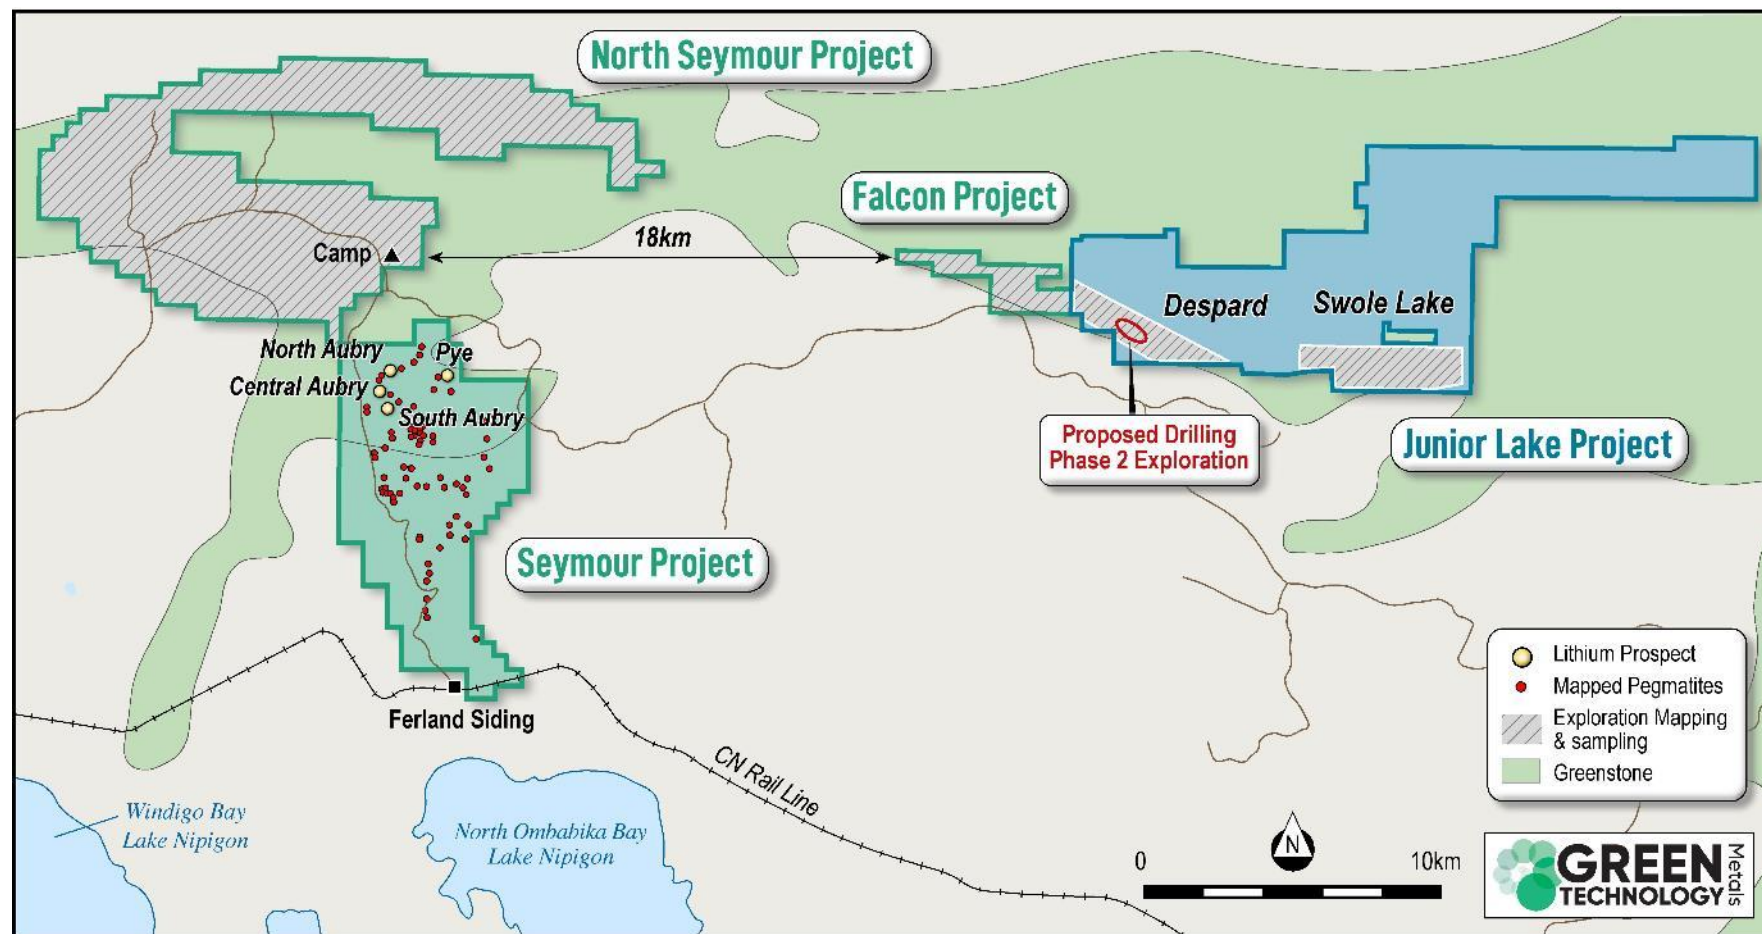 North Seymour Project
Falcon Project
18km
Camp
Despard
Swole Lake
North Aubry
Pye
Central Aubry
South Aubry
Proposed Drilling
Phase 2 Exploration
Junior Lake Project
Seymour Project
Ferland Siding
CN Rail Line
Windigo Bay
Lake Nipigon
North Ombabika Bay
Lake Nipigon
Lithium Prospect
Mapped Pegmatites
Exploration Mapping
& sampling
Greenstone
N
0
10km
GREEN
TECHNOLOGY
Metals